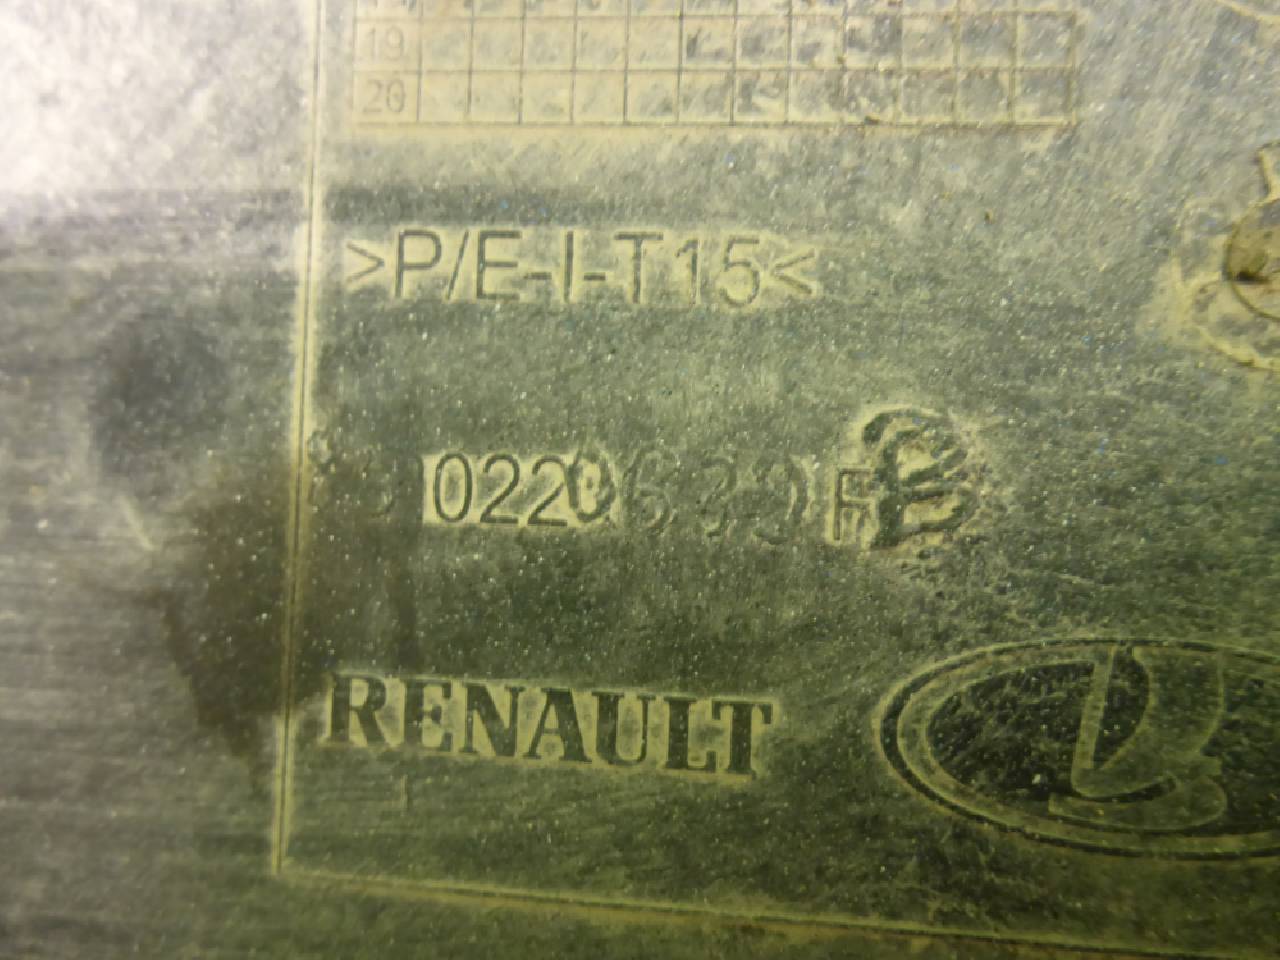 19
20
>P/E-I-T15<
RENAULT